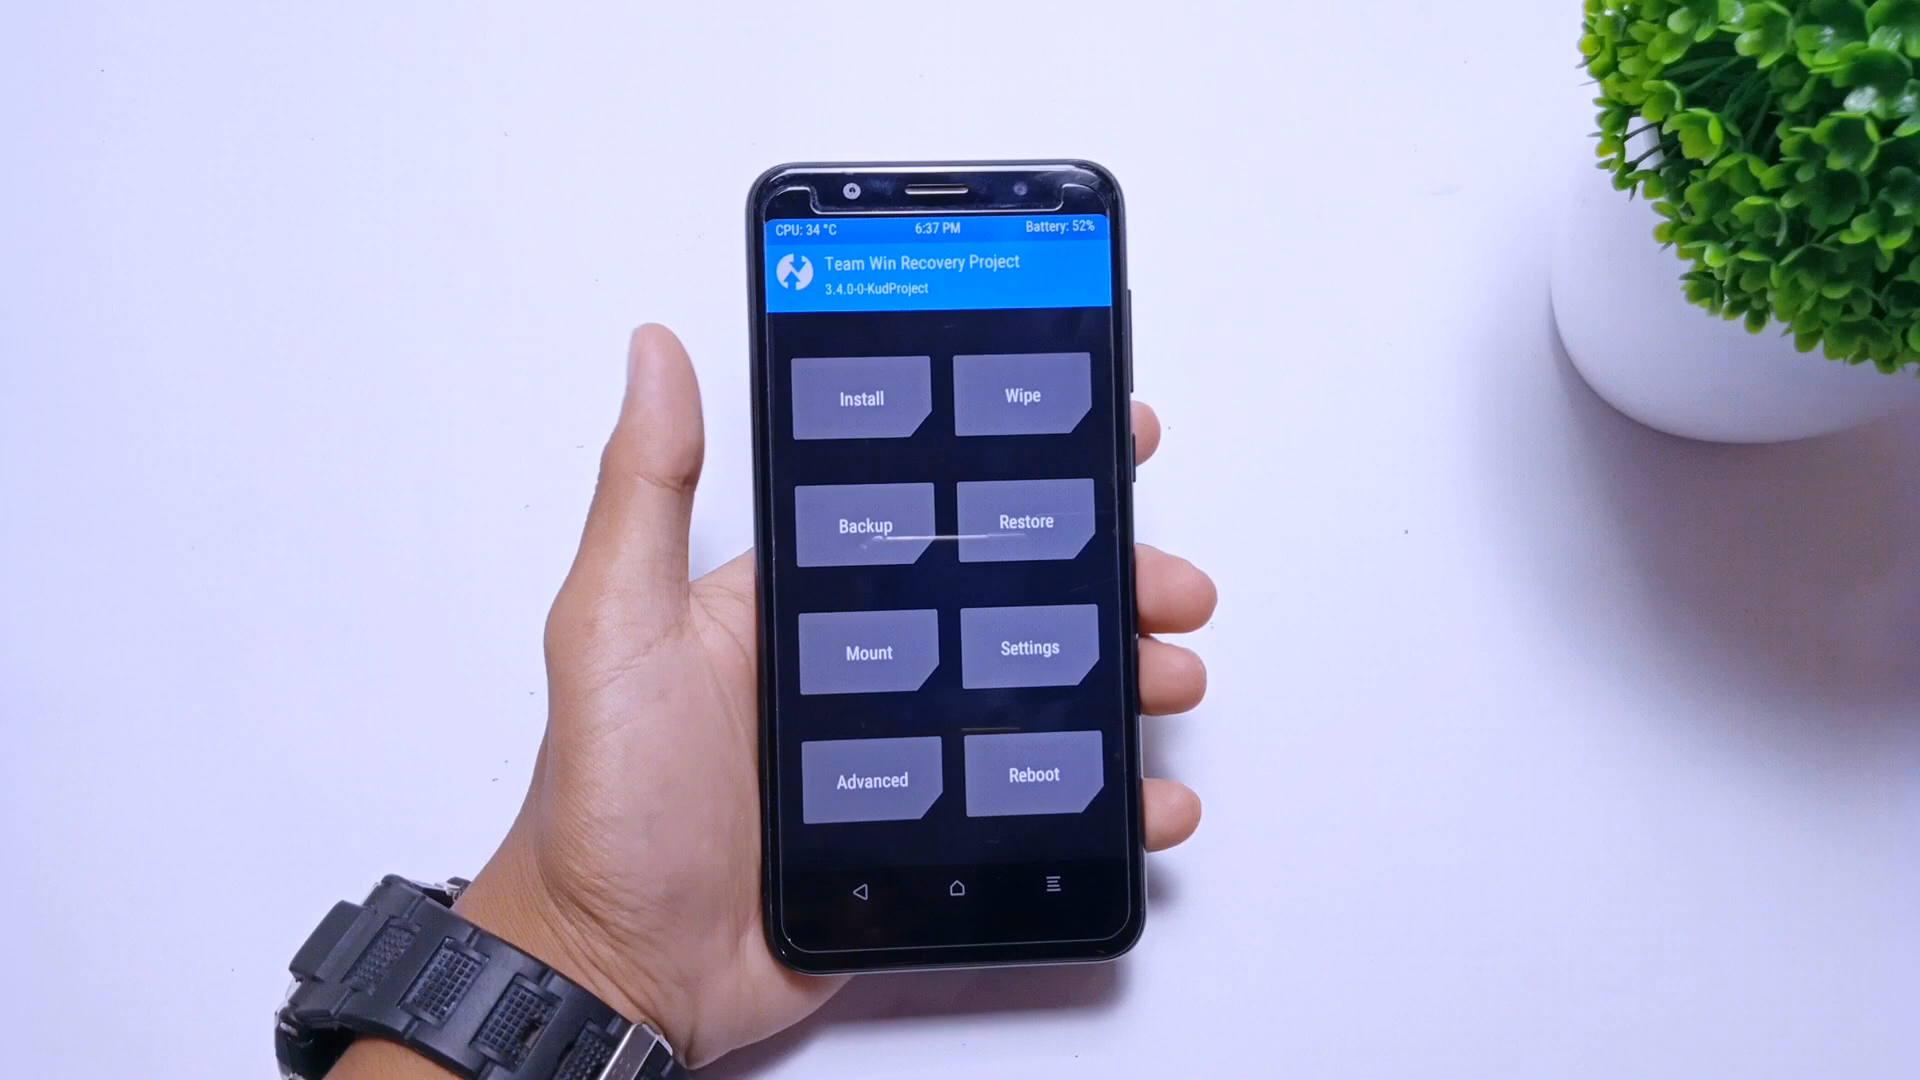 CPU: 34 °C 6:37 PM Battery: 52%
Team Win Recovery Project
3.4.0-0-KudProject
Install Wipe
Backup Restore
Mount Settings
Advanced Reboot